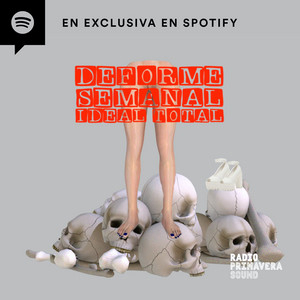 EN EXCLUSIVA EN SPOTIFY
DEFORME
SEMANAL
IDEAL TOTAL
RADIO
PRIMAVERA
SOUND